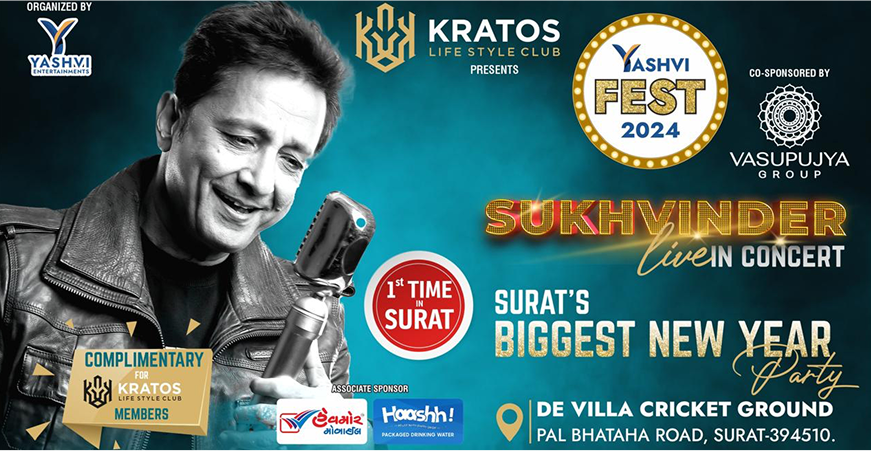 ORGANIZED BY
YASHVI
ENTERTAINMENTS
KRATOS
LIFE STYLE CLUB
PRESENTS
YASHVI
FEST
2024
CO-SPONSORED BY
VASUPUJYA
GROUP
SUKHVINDER
live IN CONCERT
1st TIME
IN
SURAT
SURAT'S
BIGGEST NEW YEAR
Party
COMPLIMENTARY
FOR
KRATOS
LIFE STYLE CLUB
MEMBERS
ASSOCIATE SPONSOR
હેવમોર
મોબાઈલ
Haashh!
PACKAGED DRINKING WATER
DE VILLA CRICKET GROUND
PAL BHATAHA ROAD, SURAT-394510.